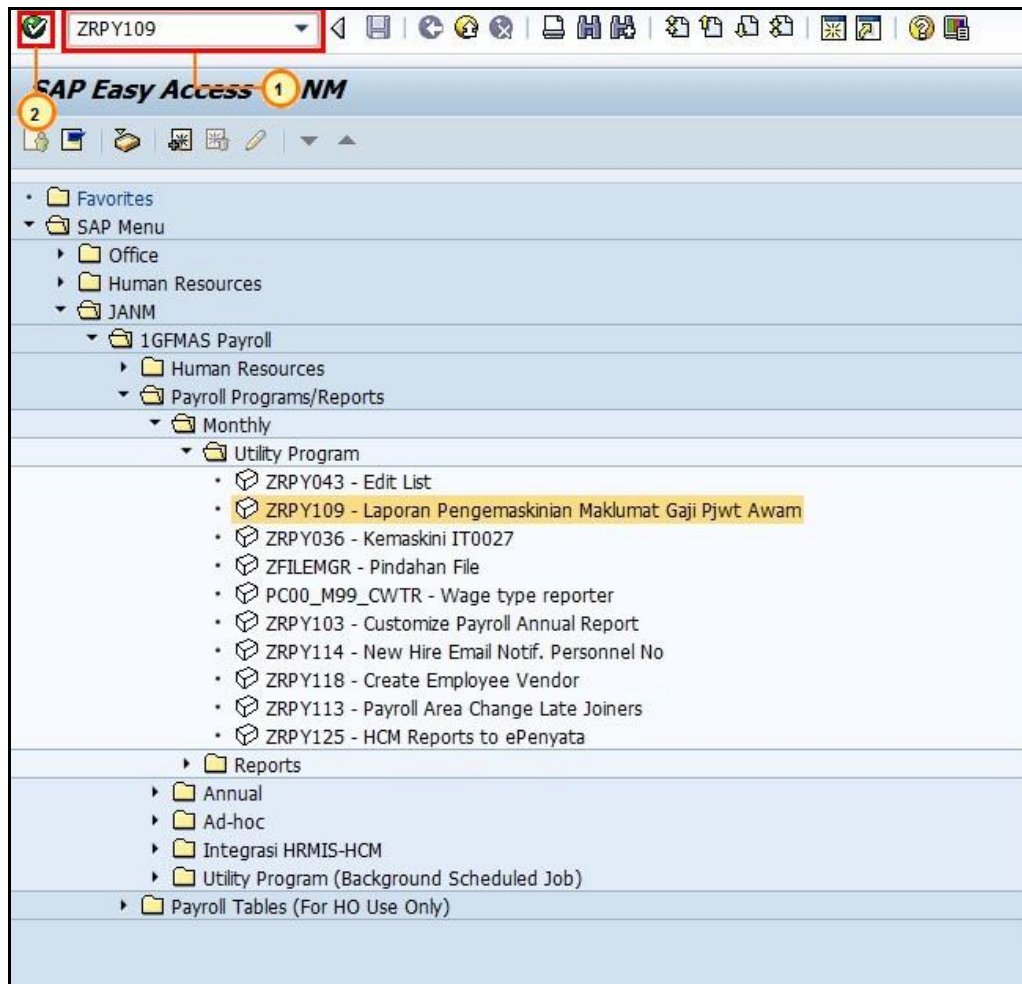 ZRPY109
SAP Easy Access 1 NM
2
Favorites
SAP Menu
Office
Human Resources
JANM
1GFMAS Payroll
Human Resources
Payroll Programs/Reports
Monthly
Utility Program
ZRPY043 - Edit List
ZRPY109 - Laporan Pengemaskinian Maklumat Gaji Pjwt Awam
ZRPY036 - Kemaskini IT0027
ZFILEMGR - Pindahan File
PC00_M99_CWTR - Wage type reporter
ZRPY103 - Customize Payroll Annual Report
ZRPY114 - New Hire Email Notif. Personnel No
ZRPY118 - Create Employee Vendor
ZRPY113 - Payroll Area Change Late Joiners
ZRPY125 - HCM Reports to ePenyata
Reports
Annual
Ad-hoc
Integrasi HRMIS-HCM
Utility Program (Background Scheduled Job)
Payroll Tables (For HO Use Only)